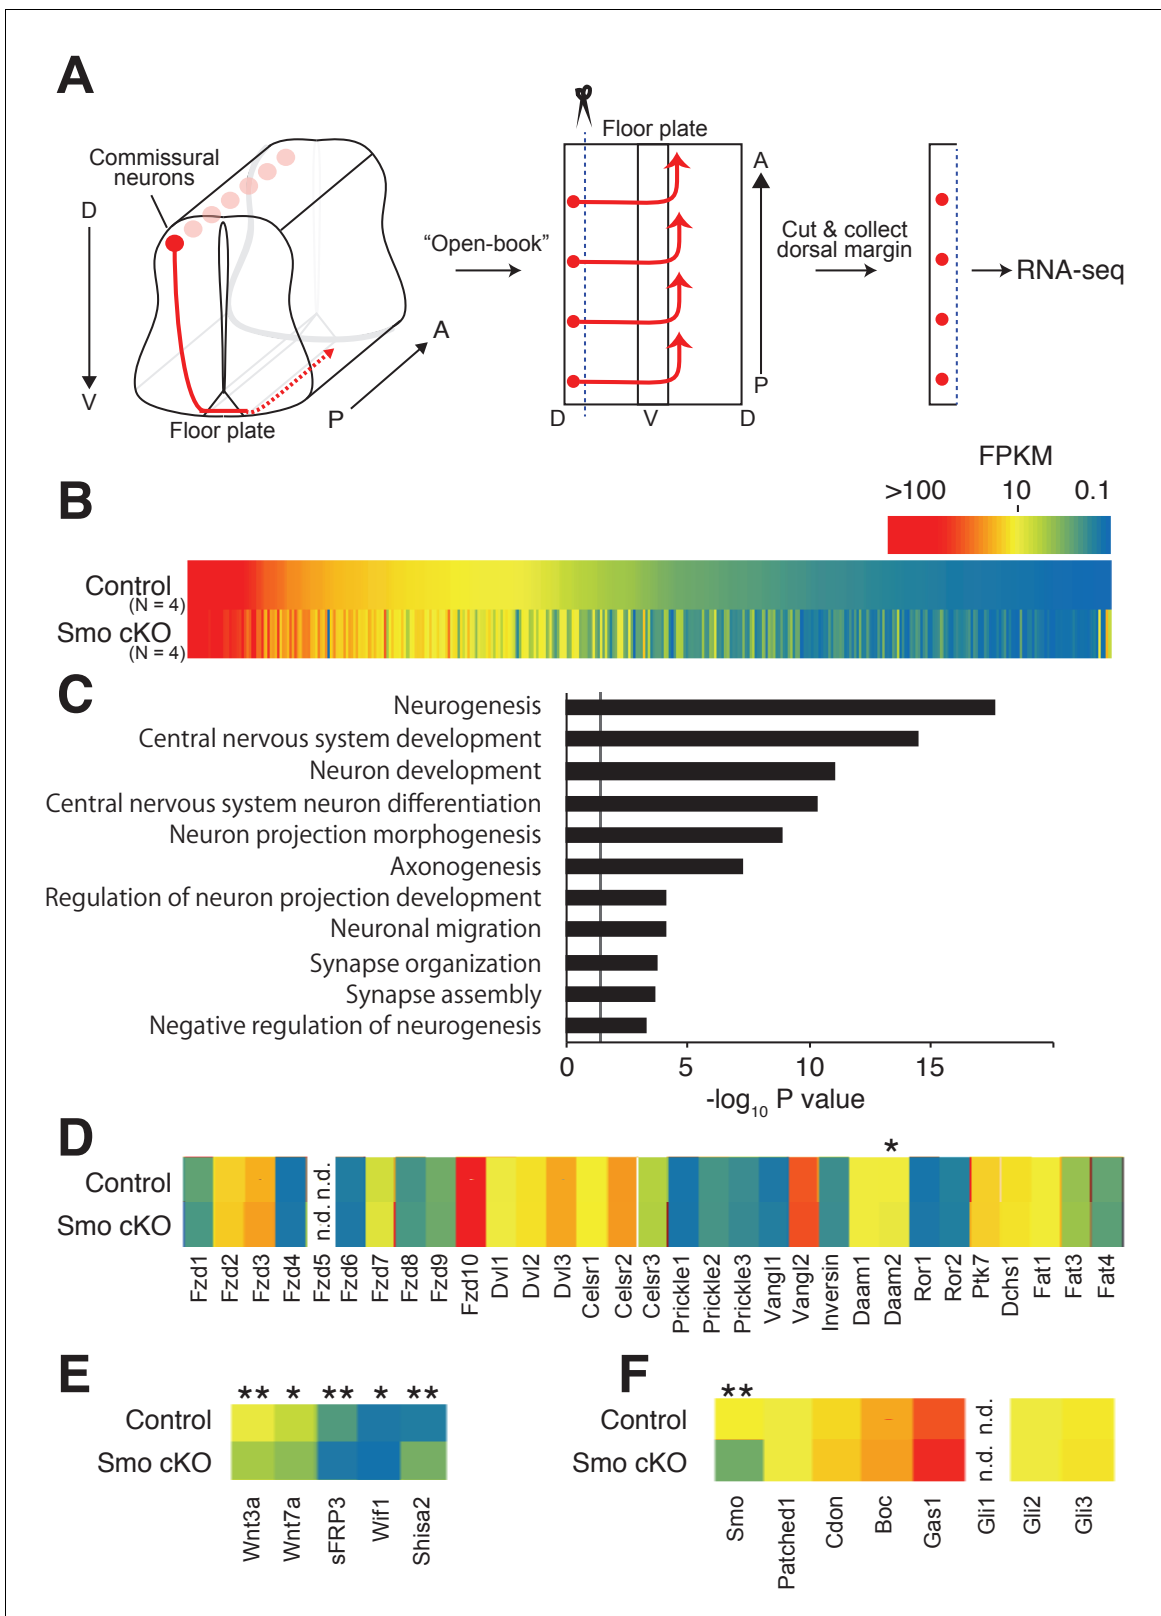 A
Commissural
neurons
D
V
Floor plate
P
A
“Open-book”
Floor plate
D
V
D
A
P
Cut & collect
dorsal margin
RNA-seq
B
FPKM
>100 10 0.1
Control
(N = 4)
Smo cKO
(N = 4)
C
Neurogenesis
Central nervous system development
Neuron development
Central nervous system neuron differentiation
Neuron projection morphogenesis
Axonogenesis
Regulation of neuron projection development
Neuronal migration
Synapse organization
Synapse assembly
Negative regulation of neurogenesis
0 5 10 15
-log10 P value
D
*
Control
Smo cKO
n.d. n.d.
Fzd1
Fzd2
Fzd3
Fzd4
Fzd5
Fzd6
Fzd7
Fzd8
Fzd9
Fzd10
Dvl1
Dvl2
Dvl3
Celsr1
Celsr2
Celsr3
Prickle1
Prickle2
Prickle3
Vangl1
Vangl2
Inversin
Daam1
Daam2
Ror1
Ror2
Ptk7
Dchs1
Fat1
Fat3
Fat4
E
** * ** * **
Control
Smo cKO
Wnt3a
Wnt7a
sFRP3
Wif1
Shisa2
F
**
Control
Smo cKO
n.d. n.d.
Smo
Patched1
Cdon
Boc
Gas1
Gli1
Gli2
Gli3